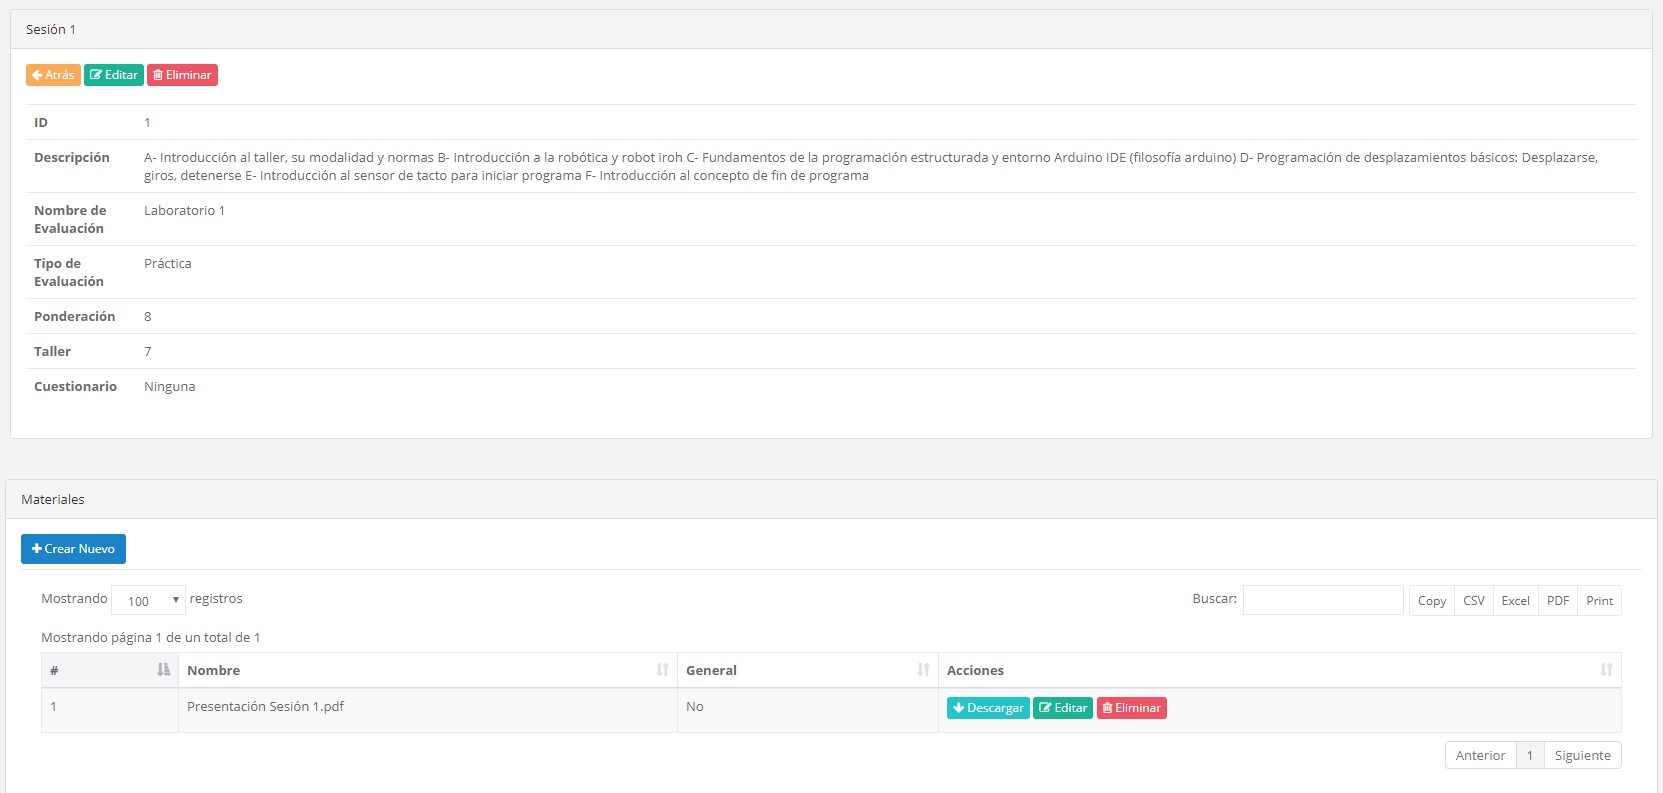 Sesión 1
Atrás Editar Eliminar
ID 1
Descripción A- Introducción al taller, su modalidad y normas B- Introducción a la robótica y robot iroh C- Fundamentos de la programación estructurada y entorno Arduino IDE (filosofía arduino) D- Programación de desplazamientos básicos: Desplazarse,
giros, detenerse E- Introducción al sensor de tacto para iniciar programa F- Introducción al concepto de fin de programa
Nombre de Laboratorio 1
Evaluación
Tipo de Práctica
Evaluación
Ponderación 8
Taller 7
Cuestionario Ninguna
Materiales
Crear Nuevo
Mostrando 100 registros Buscar: Copy CSV Excel PDF Print
Mostrando página 1 de un total de 1
# Nombre General Acciones
1 Presentación Sesión 1.pdf No Descargar Editar Eliminar
Anterior 1 Siguiente